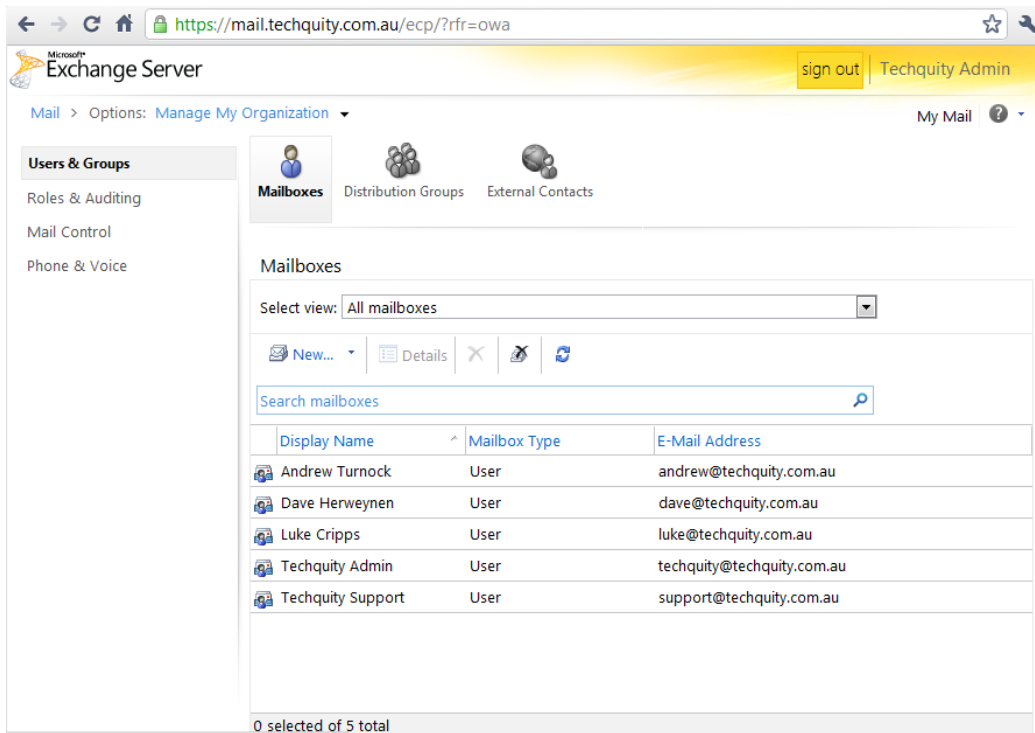 https://mail.techquity.com.au/ecp/?rfr=owa
Microsoft®
Exchange Server
sign out Techquity Admin
Mail > Options: Manage My Organization
My Mail ?
Users & Groups
Roles & Auditing
Mail Control
Phone & Voice
Mailboxes Distribution Groups External Contacts
Mailboxes
Select view: All mailboxes
New... Details
Search mailboxes
Display Name Mailbox Type E-Mail Address
Andrew Turnock User andrew@techquity.com.au
Dave Herweynen User dave@techquity.com.au
Luke Cripps User luke@techquity.com.au
Techquity Admin User techquity@techquity.com.au
Techquity Support User support@techquity.com.au
0 selected of 5 total